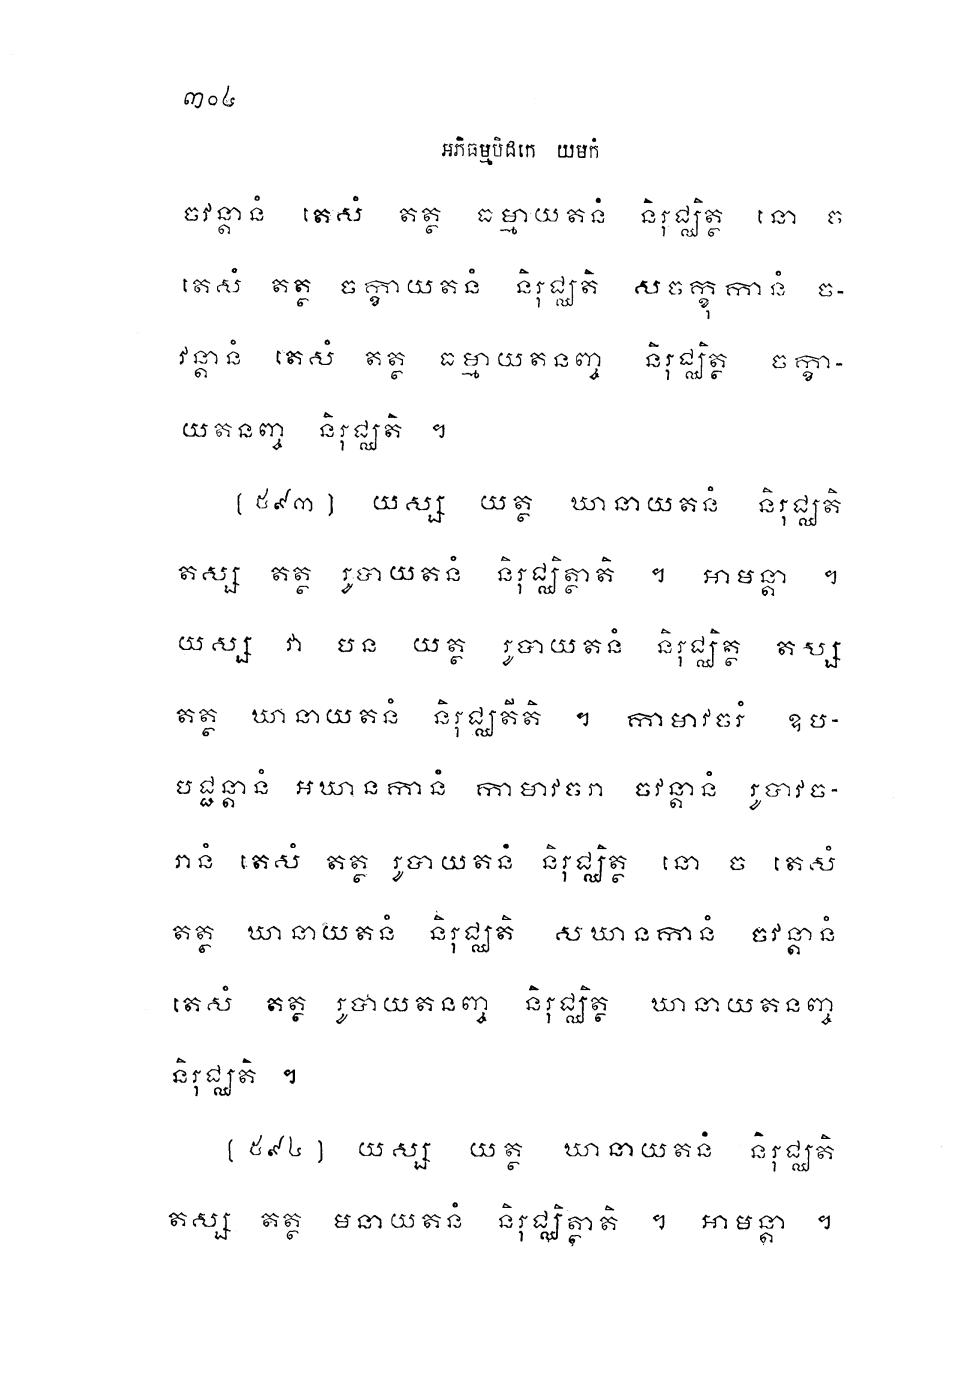 ៣០៤
អភិធម្មបិដកេ យមកំ
ចវន្តានំ តេសំ តត្ថ ធម្មាយតនំ និរុជ្ឈិត្ថ នោ ច
តេសំ តត្ថ ចក្ខាយតនំ និរុជ្ឈតិ សចក្ខុកានំ ច-
វន្តានំ តេសំ តត្ថ ធម្មាយតនញ្ច និរុជ្ឈិត្ថ ចក្ខា-
យតនញ្ច និរុជ្ឈតិ ។
(៥៩៣) យស្ស យត្ថ ឃានាយតនំ និរុជ្ឈតិ
តស្ស តត្ថ រូបាយតនំ និរុជ្ឈិត្ថាតិ ។ អាមន្តា ។
យស្ស វា បន យត្ថ រូបាយតនំ និរុជ្ឈិត្ថ តស្ស
តត្ថ ឃានាយតនំ និរុជ្ឈតីតិ ។ កាមាវចរំ ឧប-
បជ្ជន្តានំ អឃានកានំ កាមាវចរា ចវន្តានំ រូបាវច-
រានំ តេសំ តត្ថ រូបាយតនំ និរុជ្ឈិត្ថ នោ ច តេសំ
តត្ថ ឃានាយតនំ និរុជ្ឈតិ សឃានកានំ ចវន្តានំ
តេសំ តត្ថ រូបាយតនញ្ច និរុជ្ឈិត្ថ ឃានាយតនញ្ច
និរុជ្ឈតិ ។
(៥៩៤) យស្ស យត្ថ ឃានាយតនំ និរុជ្ឈតិ
តស្ស តត្ថ មនាយតនំ និរុជ្ឈិត្ថាតិ ។ អាមន្តា ។